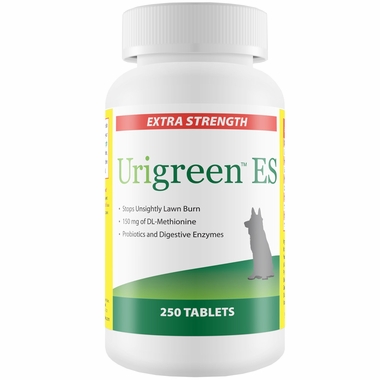 EXTRA STRENGTH
Urigreen™ ES
• Stops Unsightly Lawn Burn
• 150 mg of DL-Methionine
• Probiotics and Digestive Enzymes
250 TABLETS